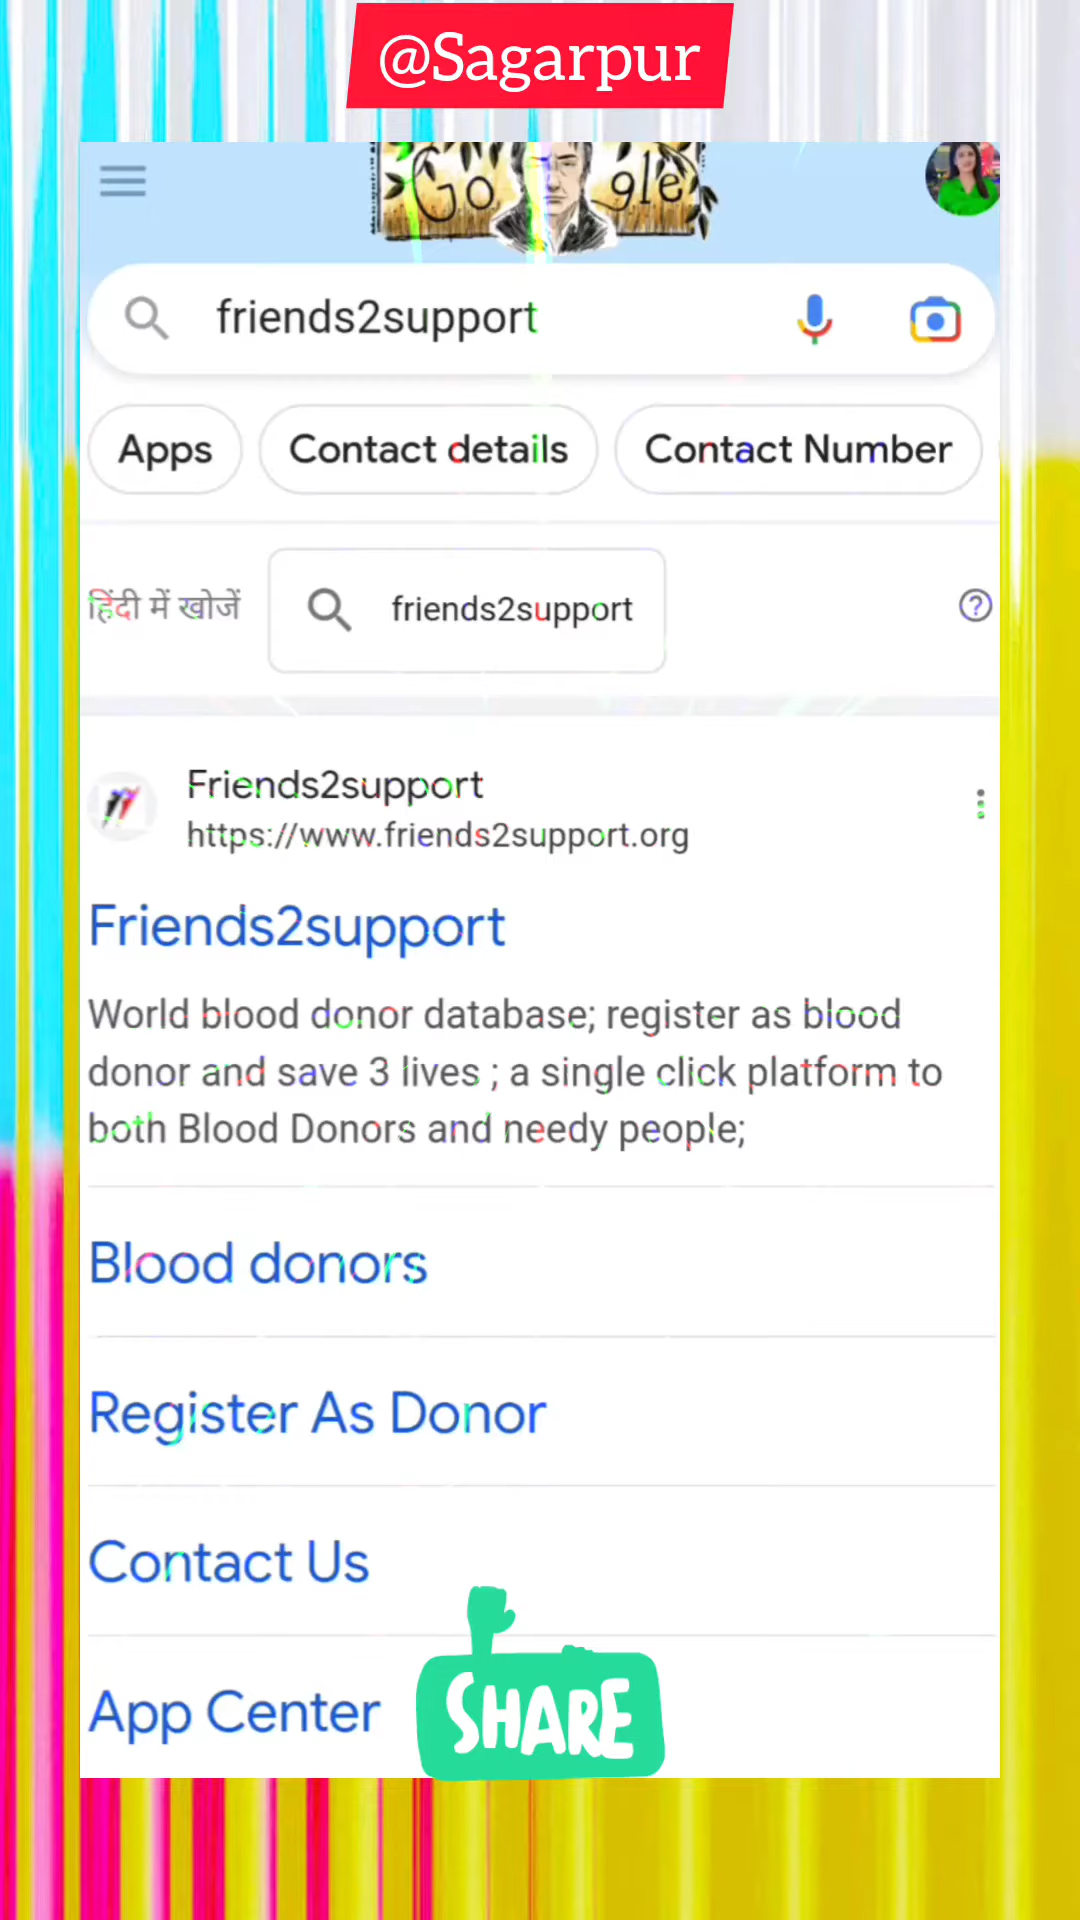 @Sagarpur
Google
friends2support
Apps
Contact details
Contact Number
हिंदी में खोजें
friends2support
Friends2support
https://www.friends2support.org
Friends2support
World blood donor database; register as blood
donor and save 3 lives ; a single click platform to
both Blood Donors and needy people;
Blood donors
Register As Donor
Contact Us
App Center
SHARE